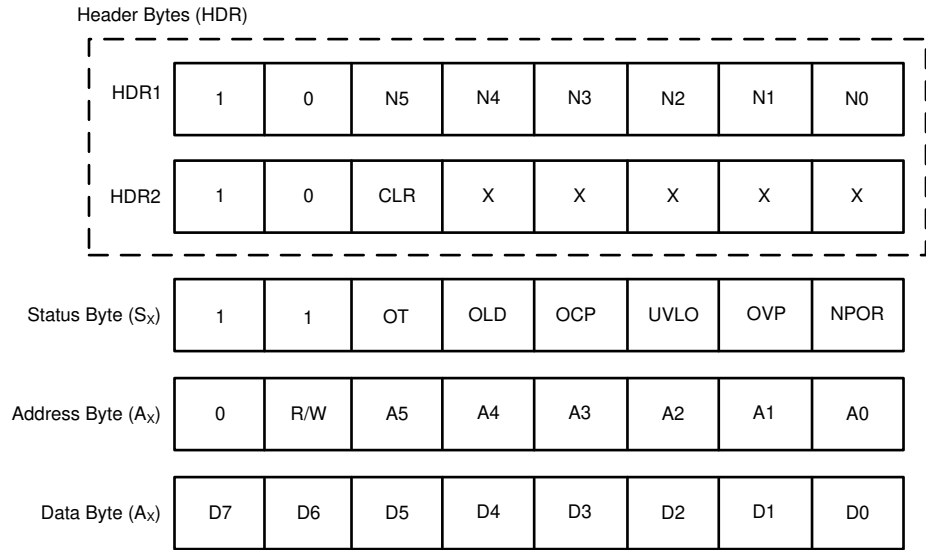 Header Bytes (HDR)
HDR1 1 0 N5 N4 N3 N2 N1 N0
HDR2 1 0 CLR X X X X X
Status Byte (SX) 1 1 OT OLD OCP UVLO OVP NPOR
Address Byte (AX) 0 R/W A5 A4 A3 A2 A1 A0
Data Byte (AX) D7 D6 D5 D4 D3 D2 D1 D0